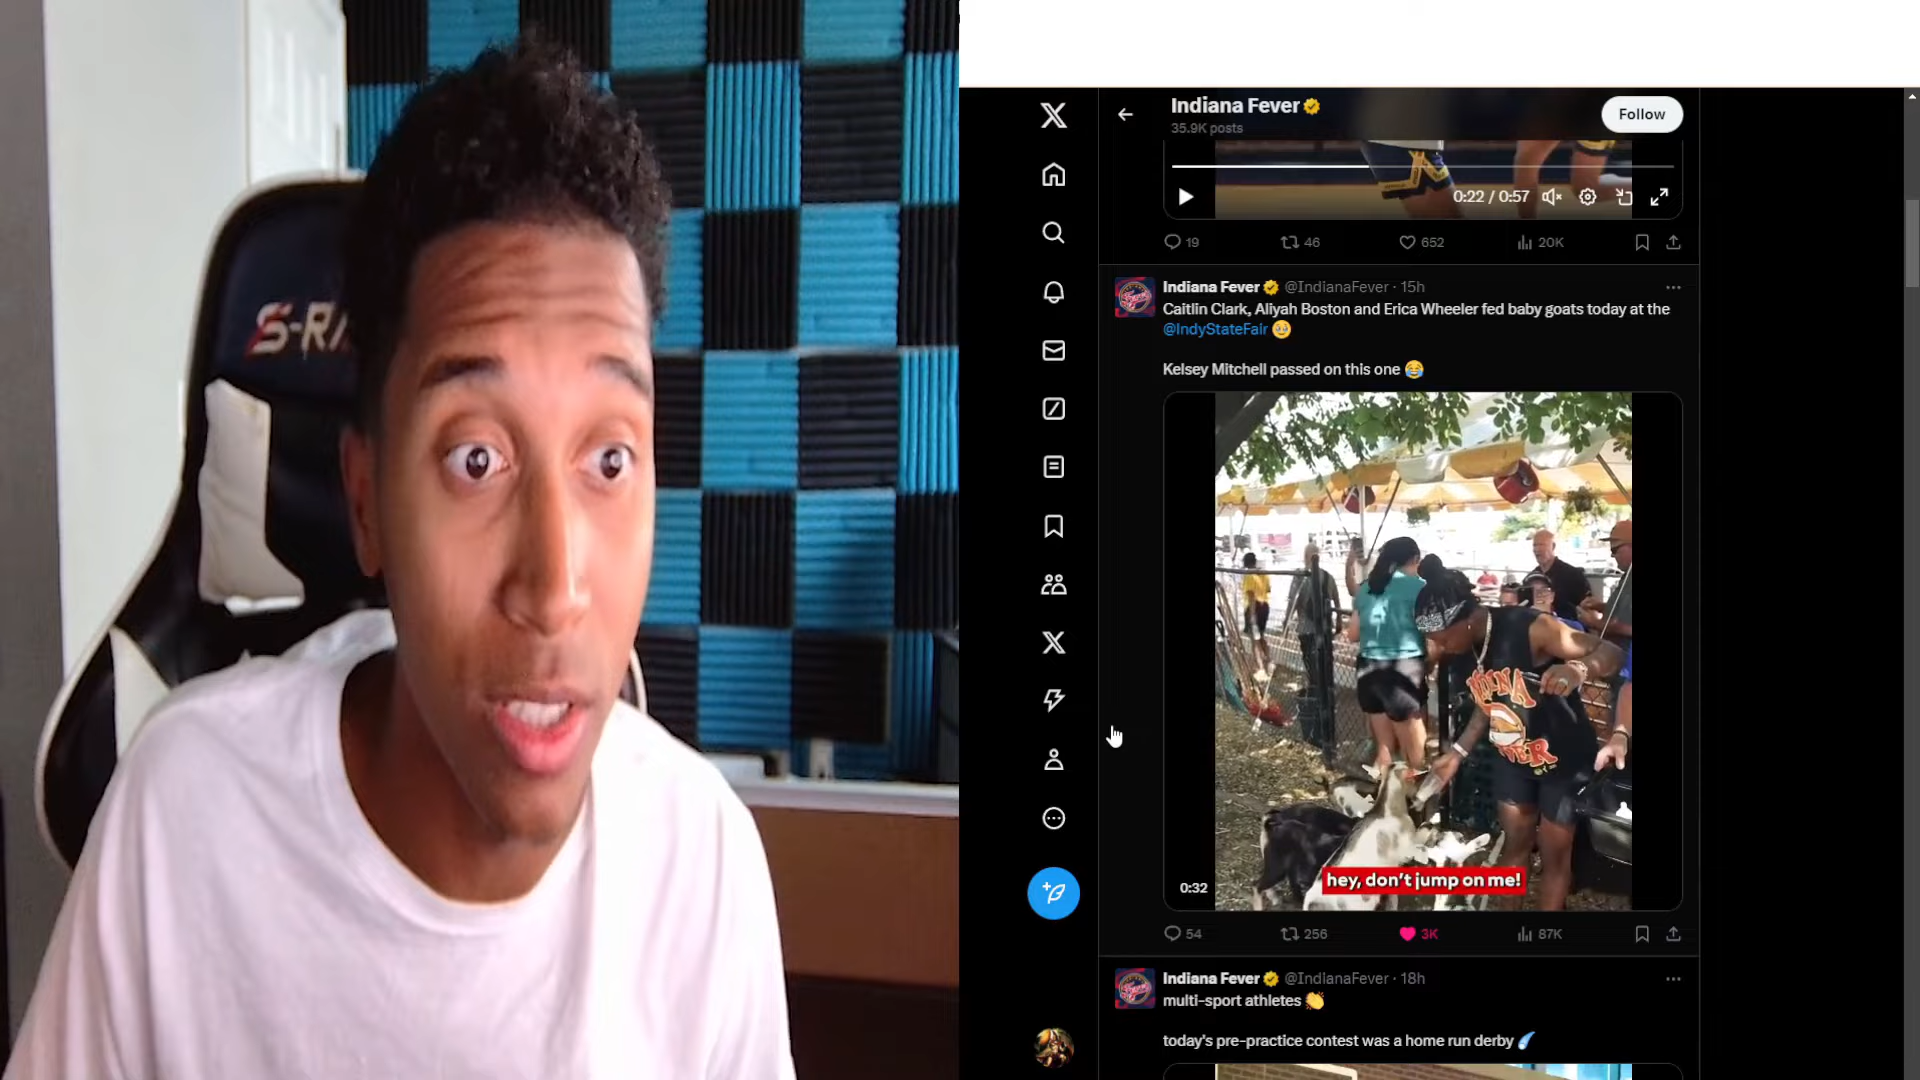 S-RA
Indiana Fever
35.9K posts
Follow
0:22 / 0:57
19
46
652
20K
Indiana Fever @IndianaFever · 15h
Caitlin Clark, Aliyah Boston and Erica Wheeler fed baby goats today at the
@IndyStateFair 🥹
Kelsey Mitchell passed on this one 😂
INDIANA
FEVER
hey, don't jump on me!
0:32
54
256
3K
87K
Indiana Fever @IndianaFever · 18h
multi-sport athletes 👏
today's pre-practice contest was a home run derby ☄️